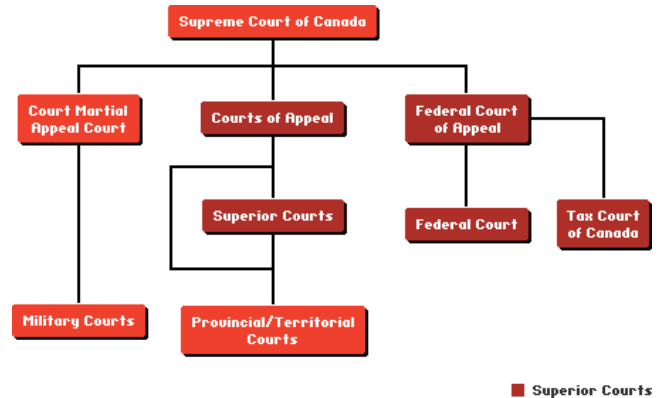 Supreme Court of Canada
Court Martial
Appeal Court
Courts of Appeal
Federal Court
of Appeal
Superior Courts
Federal Court
Tax Court
of Canada
Military Courts
Provincial/Territorial
Courts
Superior Courts